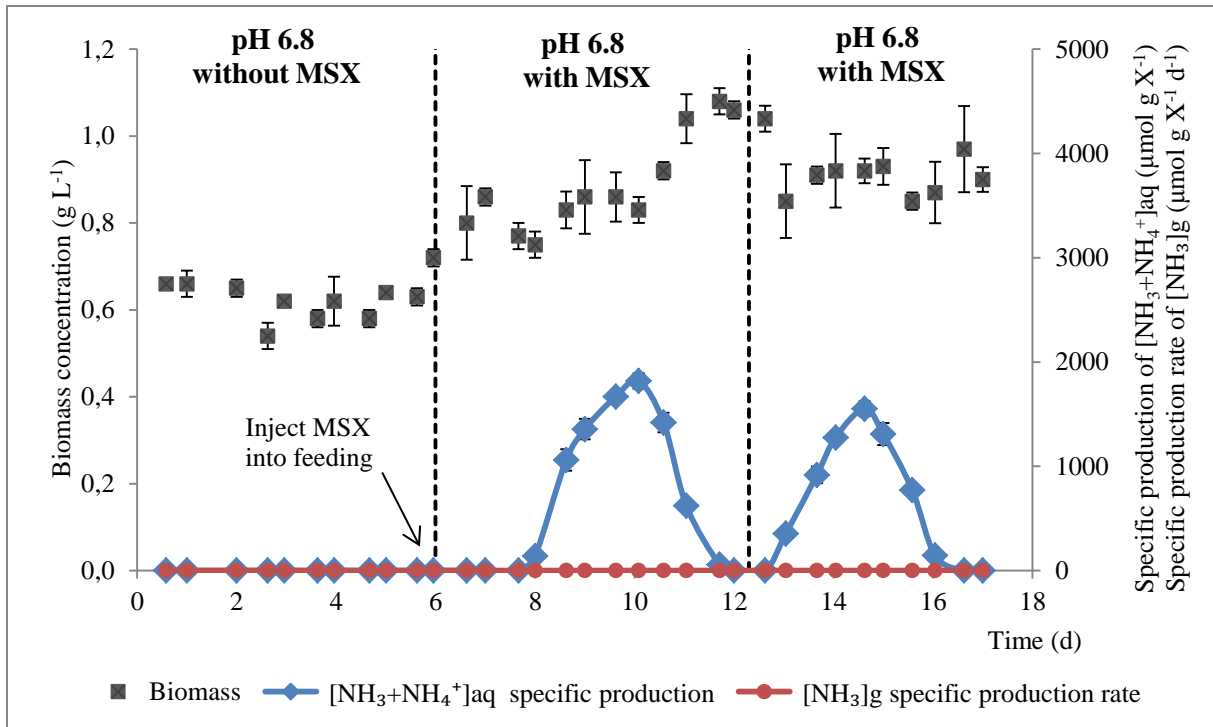 pH 6.8
without MSX
pH 6.8
with MSX
pH 6.8
with MSX
1,2
1,0
0,8
0,6
0,4
0,2
0,0
Biomass concentration (g L⁻¹)
5000
4000
3000
2000
1000
0
Specific production of [NH₃+NH₄⁺]aq (µmol g X⁻¹)
Specific production rate of [NH₃]g (µmol g X⁻¹ d⁻¹)
Inject MSX
into feeding
0 2 4 6 8 10 12 14 16 18
Time (d)
Biomass [NH₃+NH₄⁺]aq specific production [NH₃]g specific production rate